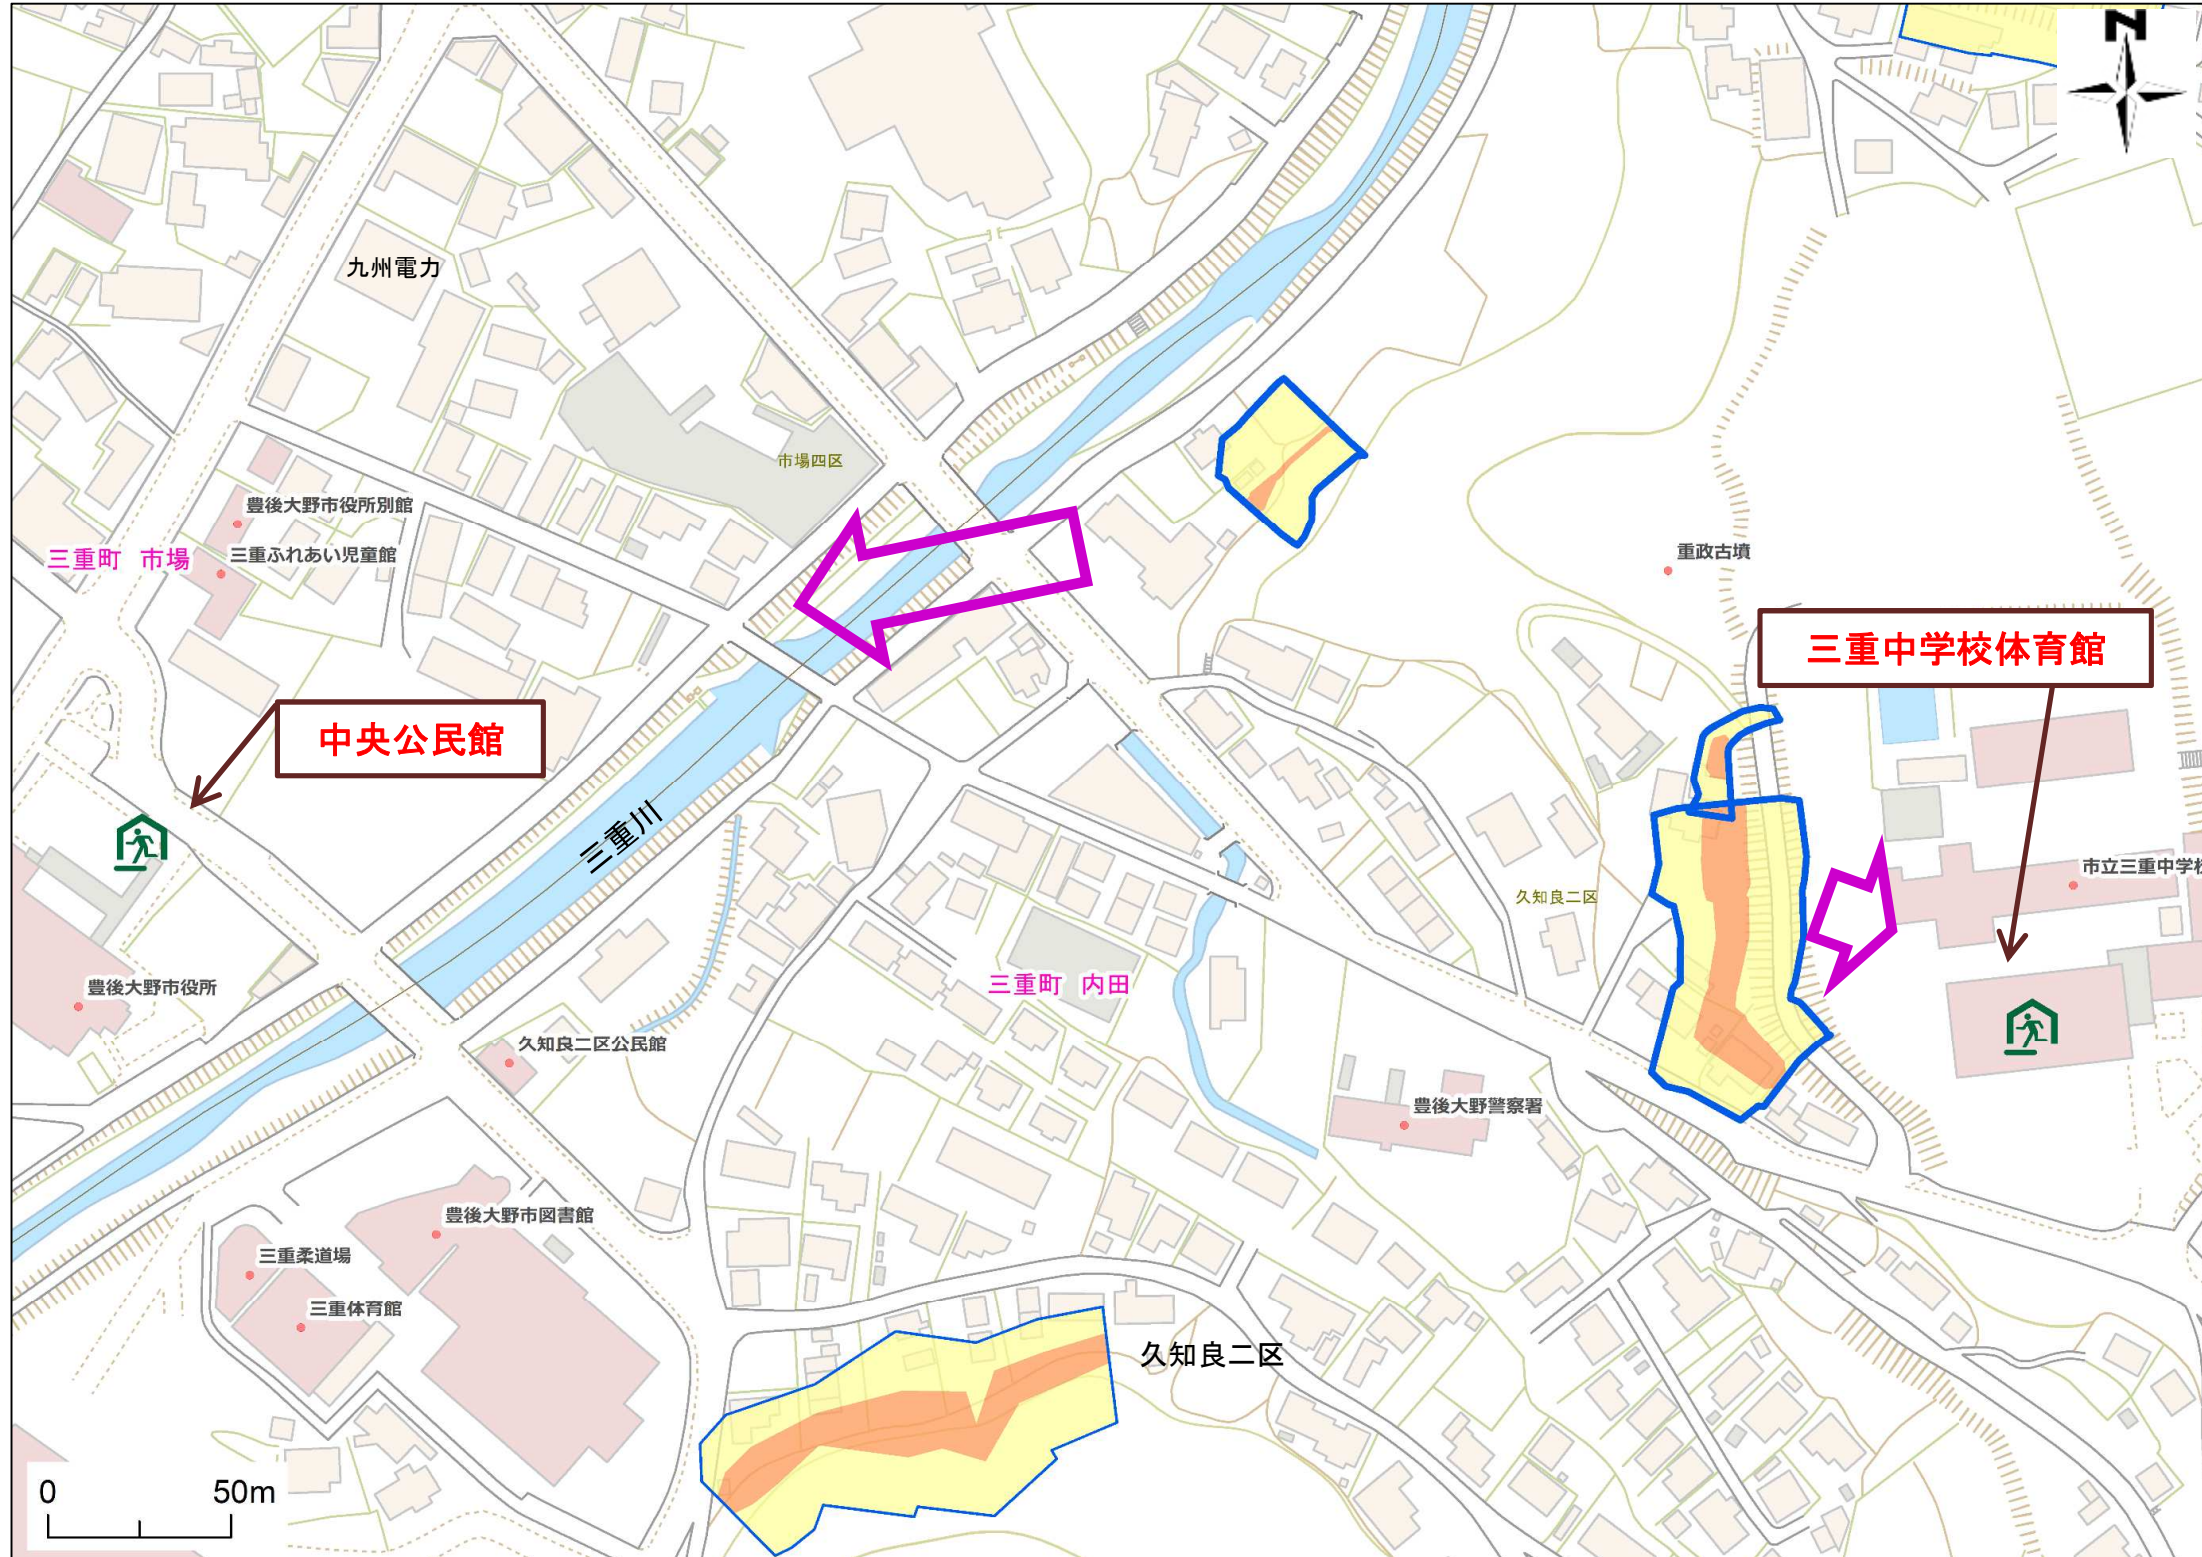 N
九州電力
市場四区
豊後大野市役所別館
三重町 市場
三重ふれあい児童館
重政古墳
三重中学校体育館
中央公民館
三重川
市立三重中学校
久知良二区
三重町 内田
豊後大野市役所
久知良二区公民館
豊後大野警察署
豊後大野市図書館
三重柔道場
三重体育館
久知良二区
0 50m